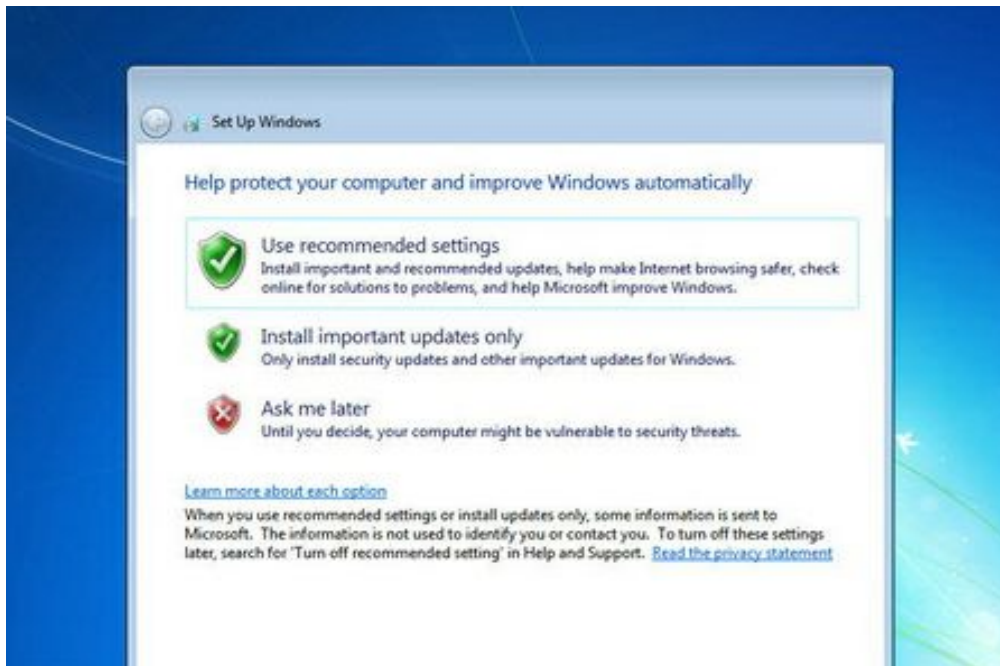 Set Up Windows
Help protect your computer and improve Windows automatically
Use recommended settings
Install important and recommended updates, help make Internet browsing safer, check
online for solutions to problems, and help Microsoft improve Windows.
Install important updates only
Only install security updates and other important updates for Windows.
Ask me later
Until you decide, your computer might be vulnerable to security threats.
Learn more about each option
When you use recommended settings or install updates only, some information is sent to
Microsoft. The information is not used to identify you or contact you. To turn off these settings
later, search for 'Turn off recommended setting' in Help and Support. Read the privacy statement